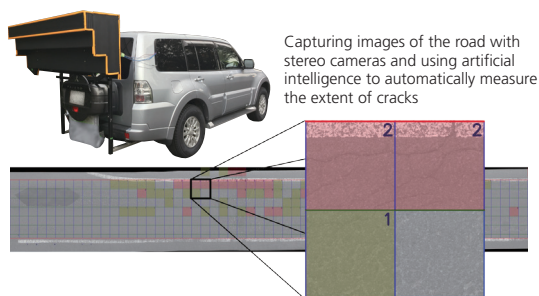 Capturing images of the road with
stereo cameras and using artificial
intelligence to automatically measure
the extent of cracks
2 2
1